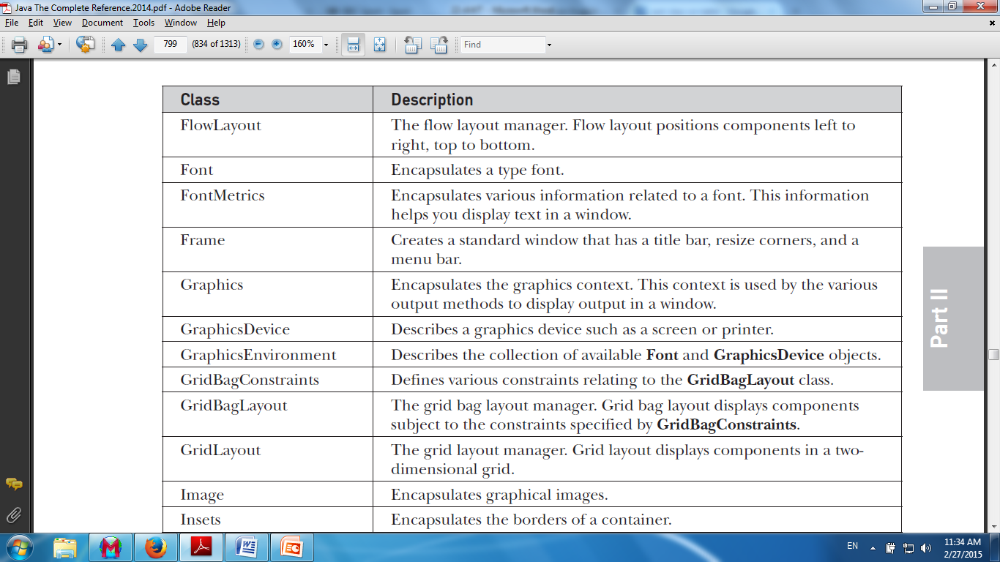 Java The Complete Reference.2014.pdf - Adobe Reader
File Edit View Document Tools Window Help
799 (834 of 1313) 160% Find
Class Description
FlowLayout The flow layout manager. Flow layout positions components left to
right, top to bottom.
Font Encapsulates a type font.
FontMetrics Encapsulates various information related to a font. This information
helps you display text in a window.
Frame Creates a standard window that has a title bar, resize corners, and a
menu bar.
Graphics Encapsulates the graphics context. This context is used by the various
output methods to display output in a window.
GraphicsDevice Describes a graphics device such as a screen or printer.
GraphicsEnvironment Describes the collection of available Font and GraphicsDevice objects.
GridBagConstraints Defines various constraints relating to the GridBagLayout class.
GridBagLayout The grid bag layout manager. Grid bag layout displays components
subject to the constraints specified by GridBagConstraints.
GridLayout The grid layout manager. Grid layout displays components in a two-
dimensional grid.
Image Encapsulates graphical images.
Insets Encapsulates the borders of a container.
Part II
EN 11:34 AM
2/27/2015